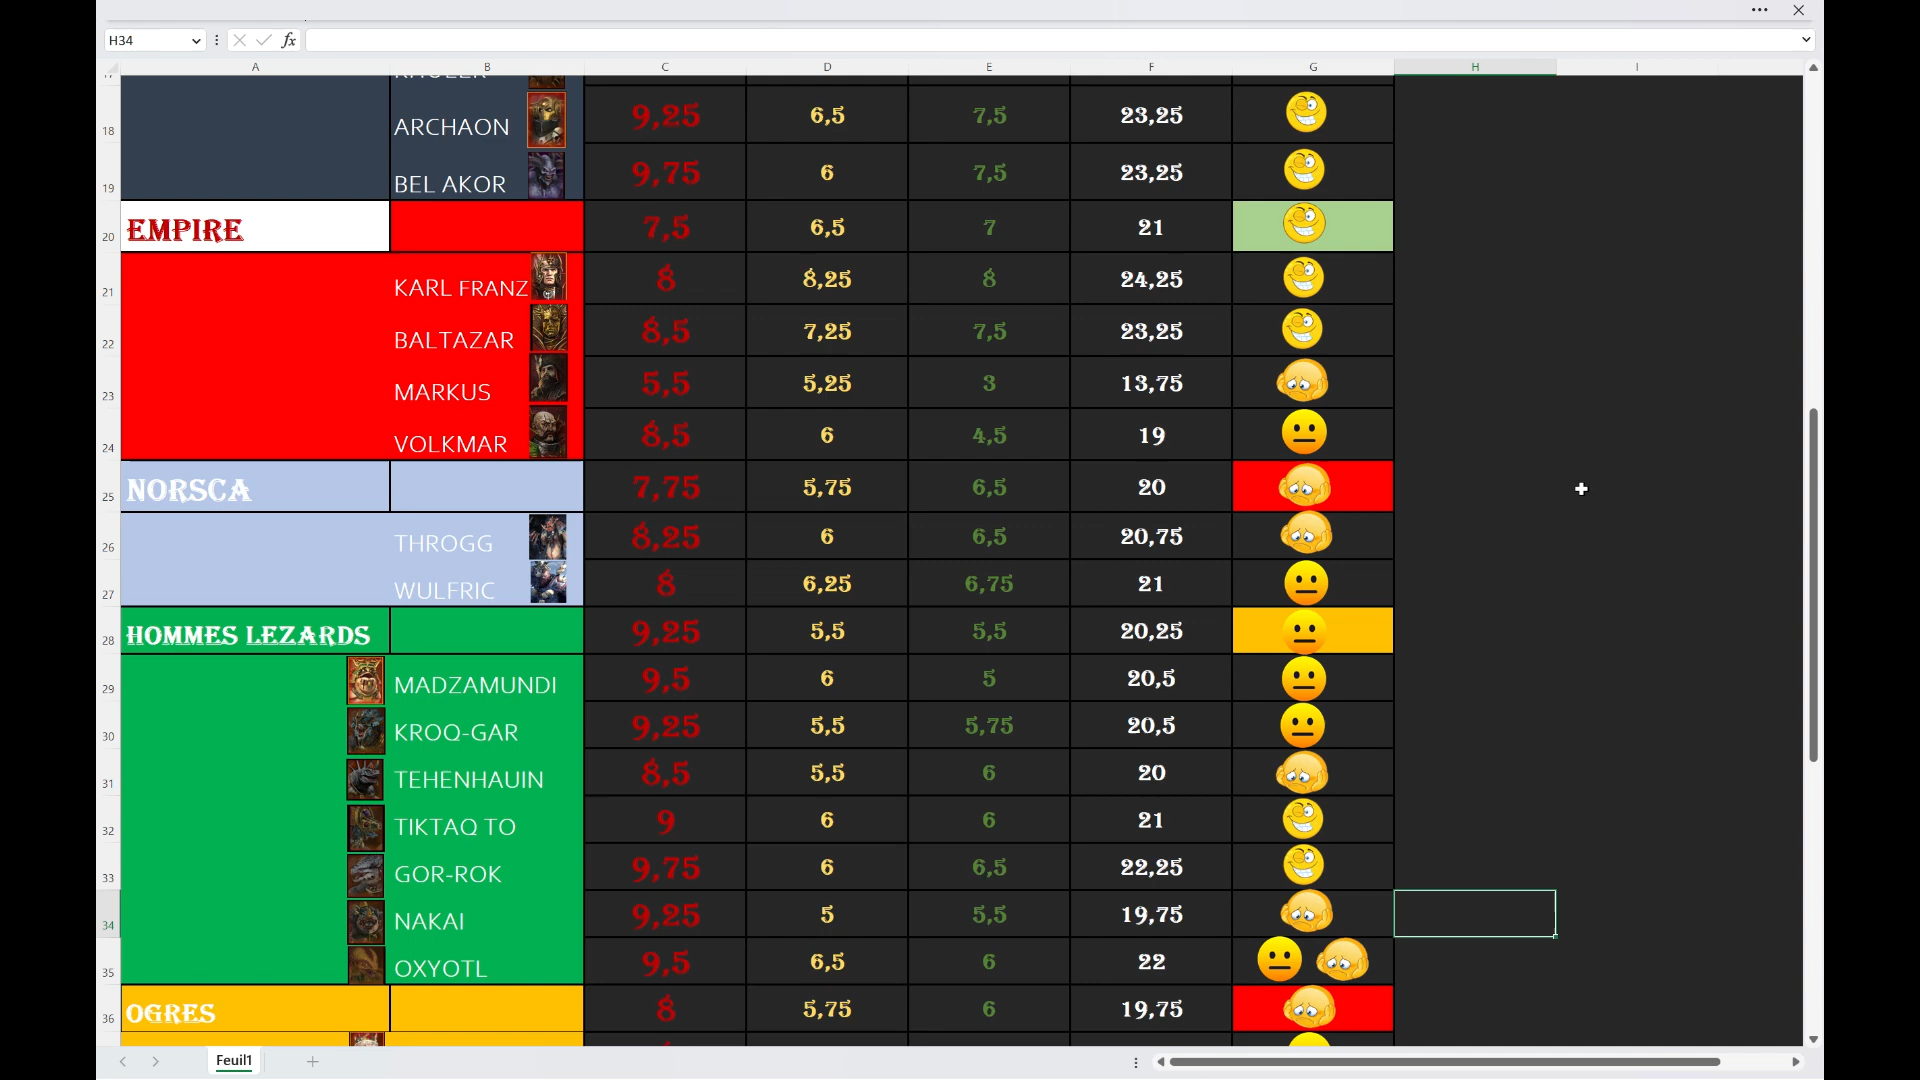 H34
fx
A B C D E F G H I
18 ARCHAON 9,25 6,5 7,5 23,25
19 BEL AKOR 9,75 6 7,5 23,25
20 EMPIRE 7,5 6,5 7 21
21 KARL FRANZ 8 8,25 8 24,25
22 BALTAZAR 8,5 7,25 7,5 23,25
23 MARKUS 5,5 5,25 3 13,75
24 VOLKMAR 8,5 6 4,5 19
25 NORSCA 7,75 5,75 6,5 20
26 THROGG 8,25 6 6,5 20,75
27 WULFRIC 8 6,25 6,75 21
28 HOMMES LEZARDS 9,25 5,5 5,5 20,25
29 MADZAMUNDI 9,5 6 5 20,5
30 KROQ-GAR 9,25 5,5 5,75 20,5
31 TEHENHAUIN 8,5 5,5 6 20
32 TIKTAQ TO 9 6 6 21
33 GOR-ROK 9,75 6 6,5 22,25
34 NAKAI 9,25 5 5,5 19,75
35 OXYOTL 9,5 6,5 6 22
36 OGRES 8 5,75 6 19,75
Feuil1